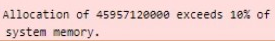 Allocation of 45957120000 exceeds 10% of
system memory.